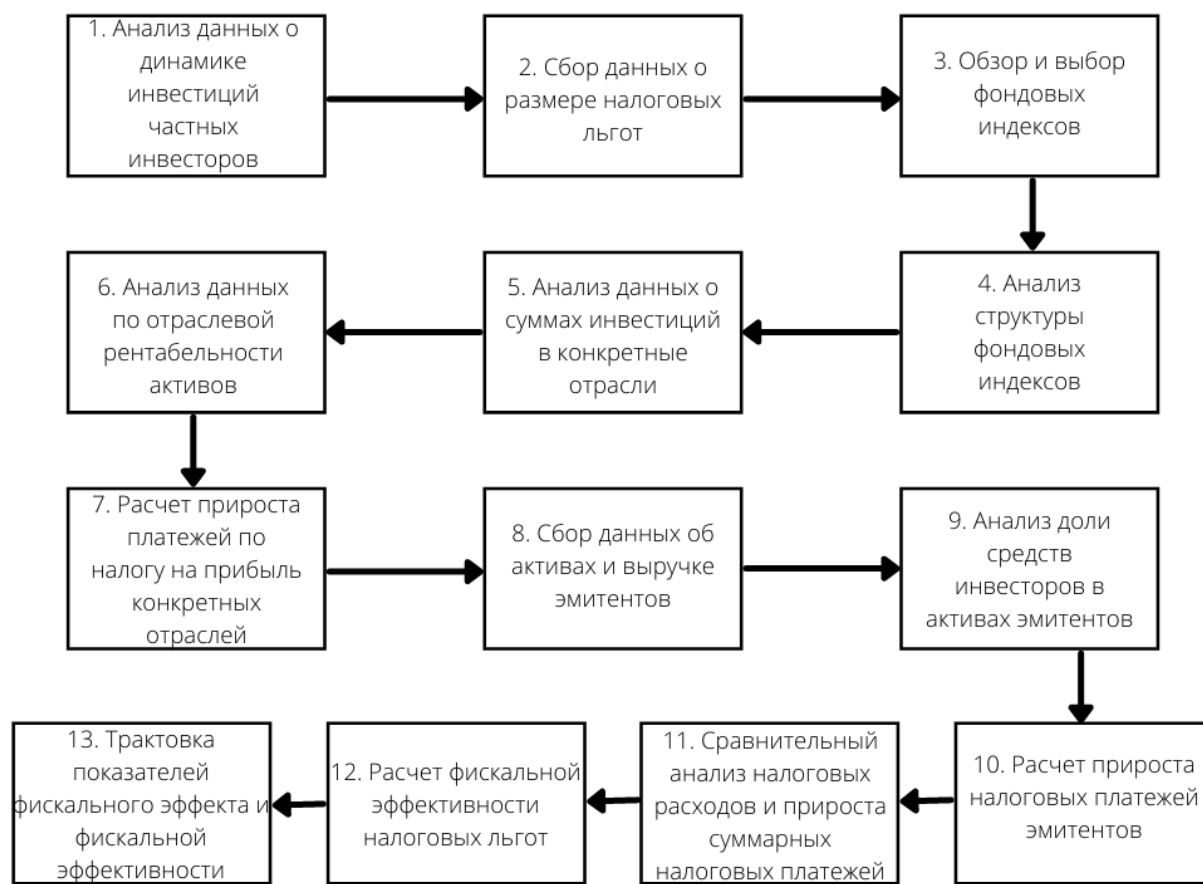 1. Анализ данных о
динамике
инвестиций
частных
инвесторов
2. Сбор данных о
размере налоговых
льгот
3. Обзор и выбор
фондовых
индексов
4. Анализ
структуры
фондовых
индексов
5. Анализ данных о
суммах инвестиций
в конкретные
отрасли
6. Анализ данных
по отраслевой
рентабельности
активов
7. Расчет прироста
платежей по
налогу на прибыль
конкретных
отраслей
8. Сбор данных об
активах и выручке
эмитентов
9. Анализ доли
средств
инвесторов в
активах эмитентов
10. Расчет прироста
налоговых платежей
эмитентов
11. Сравнительный
анализ налоговых
расходов и прироста
суммарных
налоговых платежей
12. Расчет фискальной
эффективности
налоговых льгот
13. Трактовка
показателей
фискального эффекта и
фискальной
эффективности